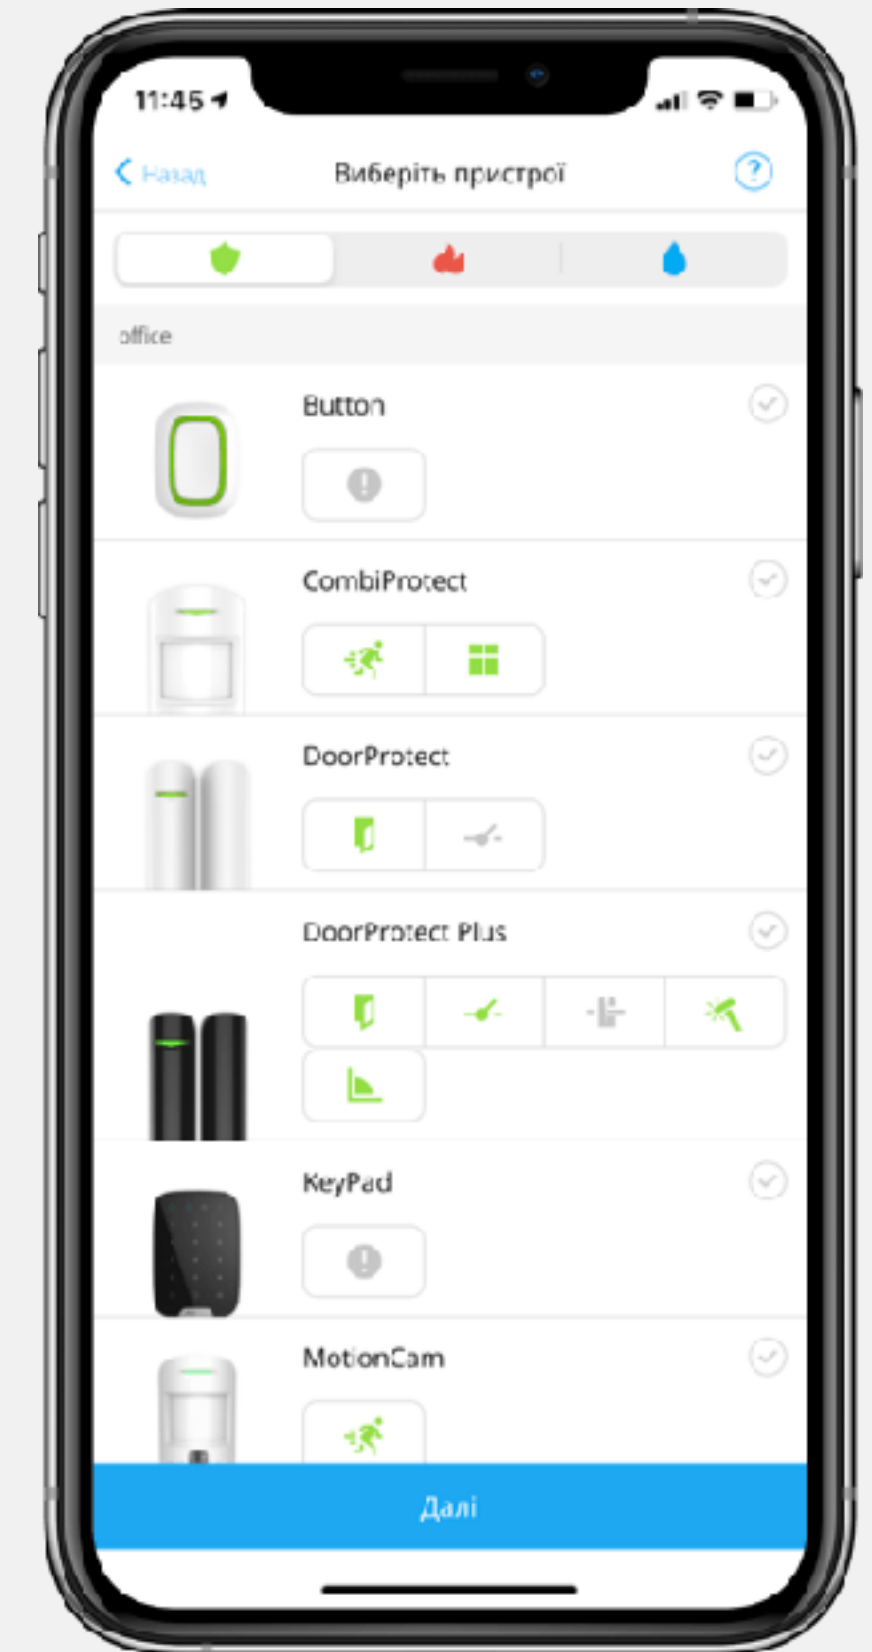 11:45
Назад
Виберіть пристрої
?
office
Button
CombiProtect
DoorProtect
DoorProtect Plus
KeyPad
MotionCam
Далі